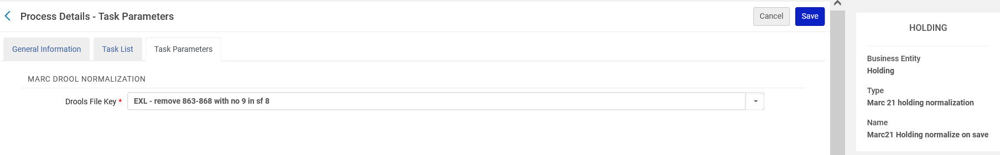 Process Details - Task Parameters
Cancel
Save
General Information
Task List
Task Parameters
MARC DROOL NORMALIZATION
Drools File Key *
EXL - remove 863-868 with no 9 in sf 8
HOLDING
Business Entity
Holding
Type
Marc 21 holding normalization
Name
Marc21 Holding normalize on save